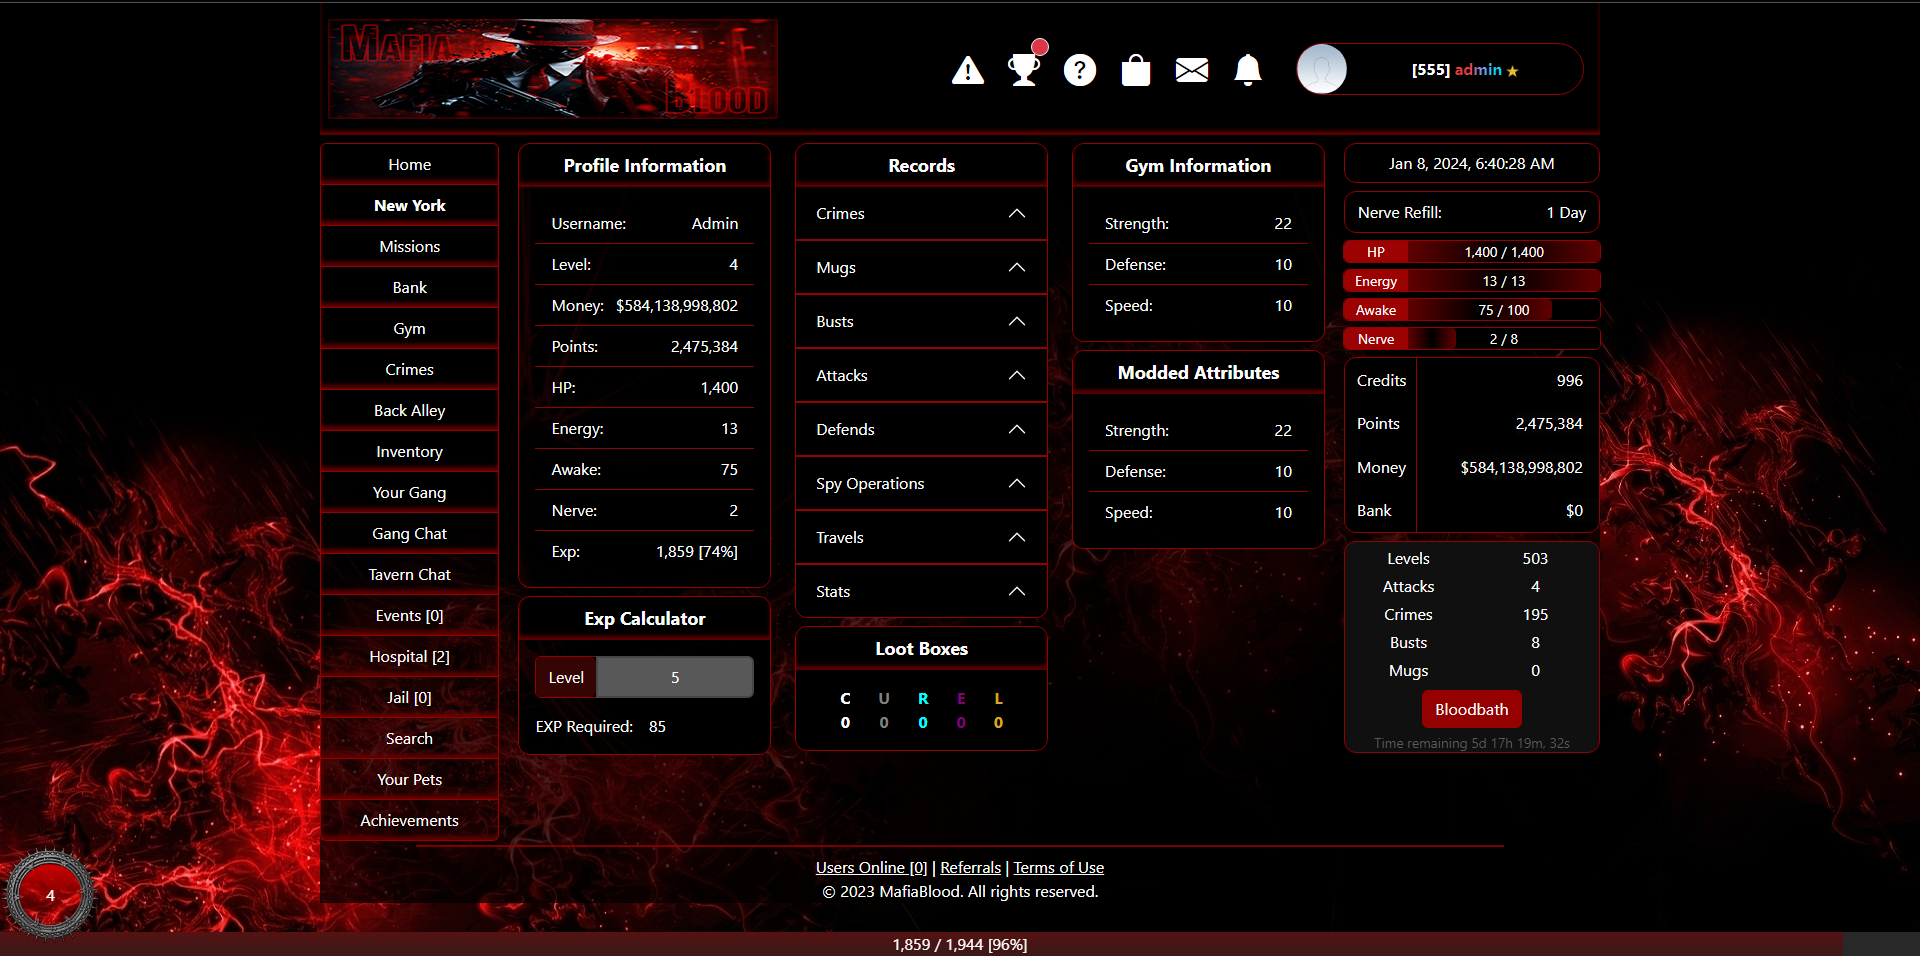 MAFIA
BLOOD
[555] admin
Home
New York
Missions
Bank
Gym
Crimes
Back Alley
Inventory
Your Gang
Gang Chat
Tavern Chat
Events [0]
Hospital [2]
Jail [0]
Search
Your Pets
Achievements
Profile Information
Username: Admin
Level: 4
Money: $584,138,998,802
Points: 2,475,384
HP: 1,400
Energy: 13
Awake: 75
Nerve: 2
Exp: 1,859 [74%]
Exp Calculator
Level 5
EXP Required: 85
Records
Crimes
Mugs
Busts
Attacks
Defends
Spy Operations
Travels
Stats
Loot Boxes
C U R E L
0 0 0 0 0
Gym Information
Strength: 22
Defense: 10
Speed: 10
Modded Attributes
Strength: 22
Defense: 10
Speed: 10
Jan 8, 2024, 6:40:28 AM
Nerve Refill: 1 Day
HP 1,400 / 1,400
Energy 13 / 13
Awake 75 / 100
Nerve 2 / 8
Credits 996
Points 2,475,384
Money $584,138,998,802
Bank $0
Levels 503
Attacks 4
Crimes 195
Busts 8
Mugs 0
Bloodbath
Time remaining 5d 17h 19m, 32s
Users Online [0] | Referrals | Terms of Use
© 2023 MafiaBlood. All rights reserved.
4
1,859 / 1,944 [96%]